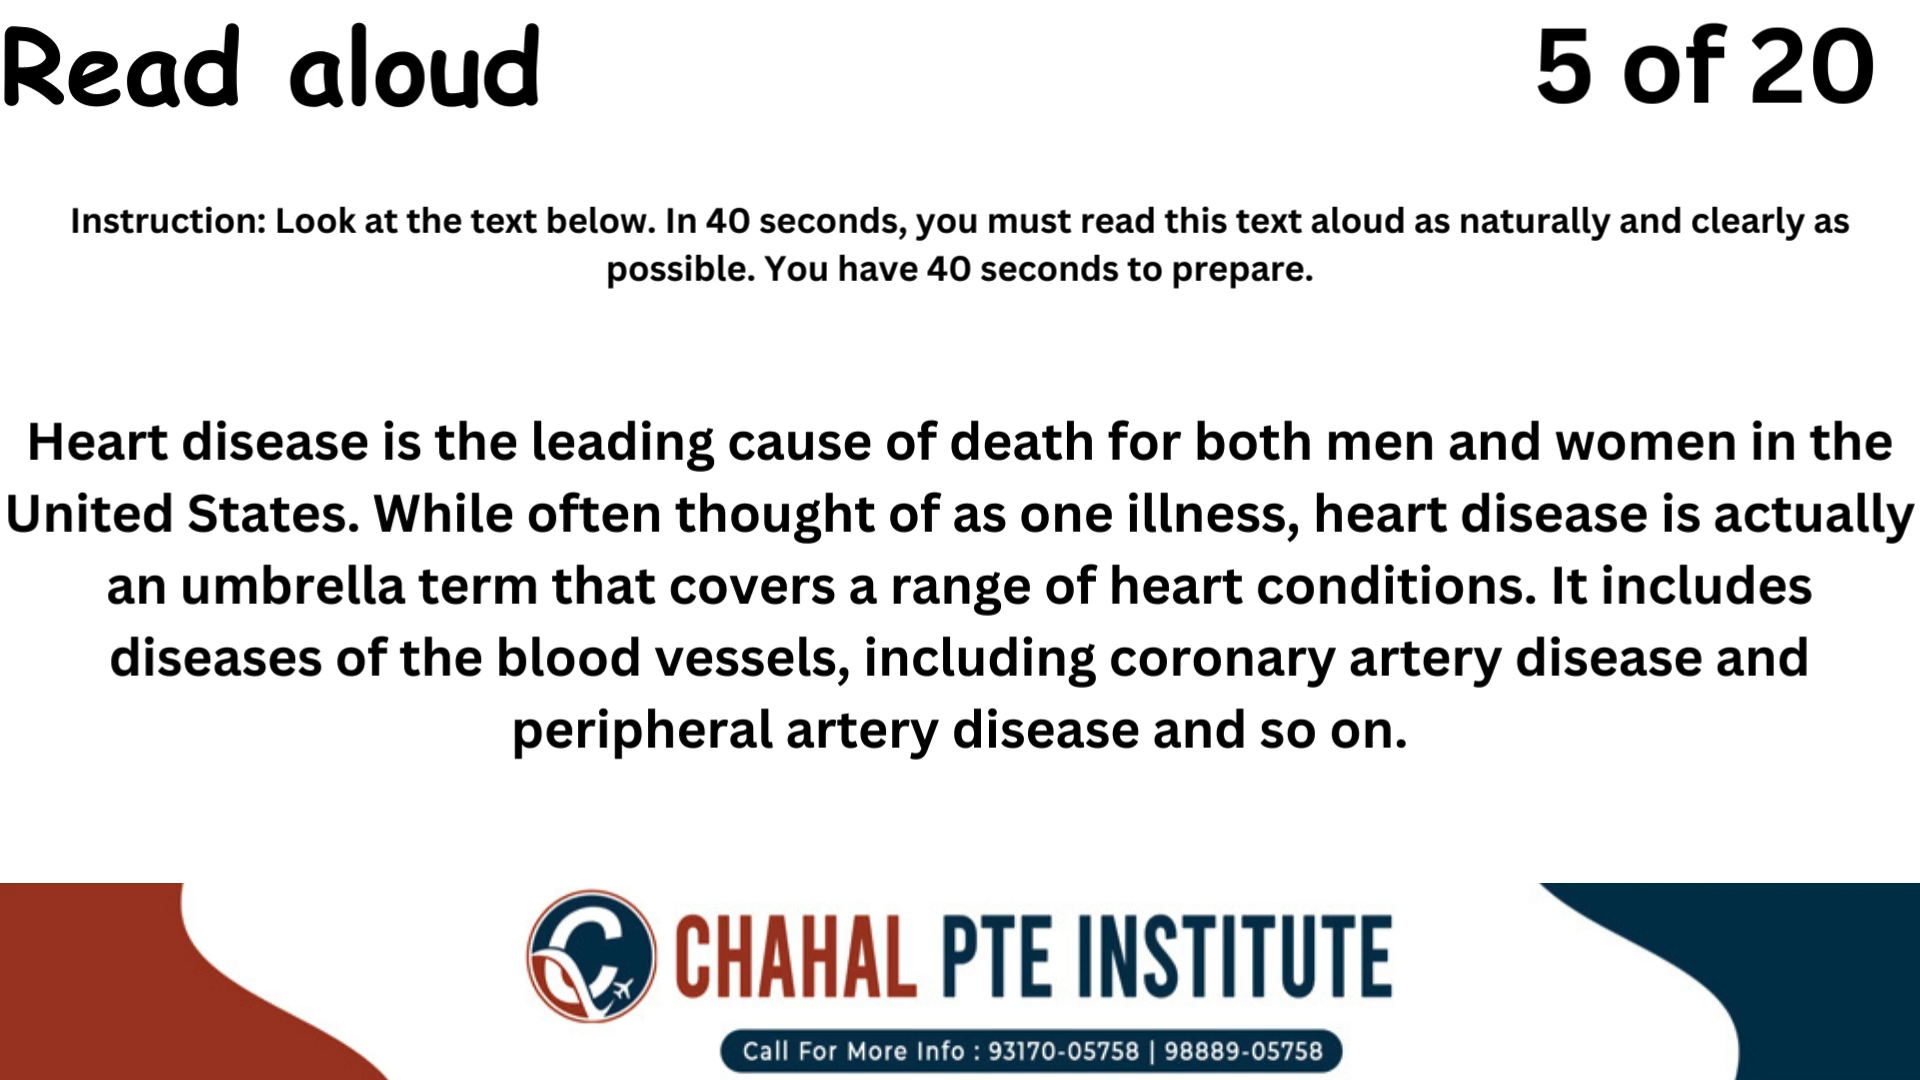 Read aloud
5 of 20
Instruction: Look at the text below. In 40 seconds, you must read this text aloud as naturally and clearly as
possible. You have 40 seconds to prepare.
Heart disease is the leading cause of death for both men and women in the
United States. While often thought of as one illness, heart disease is actually
an umbrella term that covers a range of heart conditions. It includes
diseases of the blood vessels, including coronary artery disease and
peripheral artery disease and so on.
CHAHAL PTE INSTITUTE
Call For More Info : 93170-05758 | 98889-05758